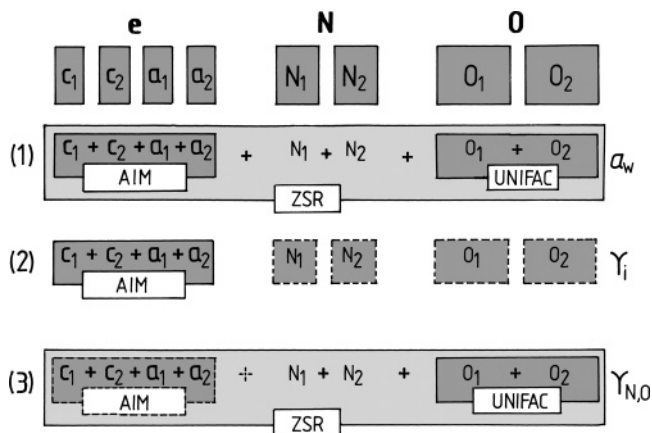 e N O
c₁ c₂ a₁ a₂ N₁ N₂ O₁ O₂
(1) c₁ + c₂ + a₁ + a₂ + N₁ + N₂ + O₁ + O₂ a_w
AIM UNIFAC
ZSR
(2) c₁ + c₂ + a₁ + a₂ N₁ N₂ O₁ O₂ γᵢ
AIM
(3) c₁ + c₂ + a₁ + a₂ ÷ N₁ + N₂ + O₁ + O₂ γ_N,O
AIM UNIFAC
ZSR